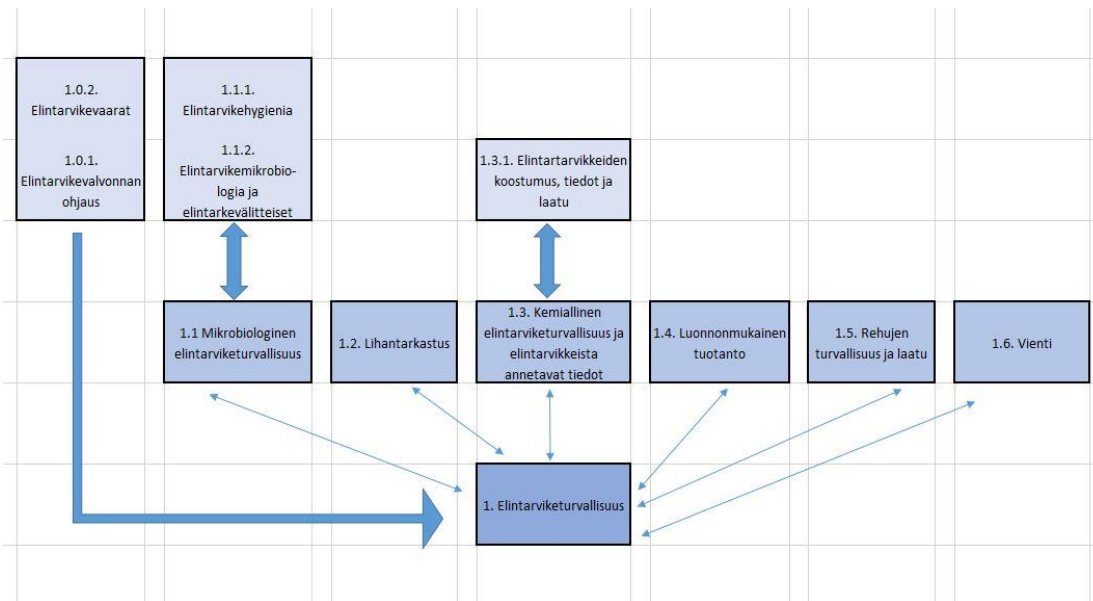 1.0.2.
Elintarvikevaarat
1.0.1.
Elintarvikevalvonnan
ohjaus
1.1.1.
Elintarvikehygienia
1.1.2.
Elintarvikemikrobio-
logia ja
elintarkevälitteiset
1.3.1. Elintartarvikkeiden
koostumus, tiedot ja
laatu
1.1 Mikrobiologinen
elintarviketurvallisuus
1.2. Lihantarkastus
1.3. Kemiallinen
elintarviketurvallisuus ja
elintarvikkeista
annetavat tiedot
1.4. Luonnonmukainen
tuotanto
1.5. Rehujen
turvallisuus ja laatu
1.6. Vienti
1. Elintarviketurvallisuus